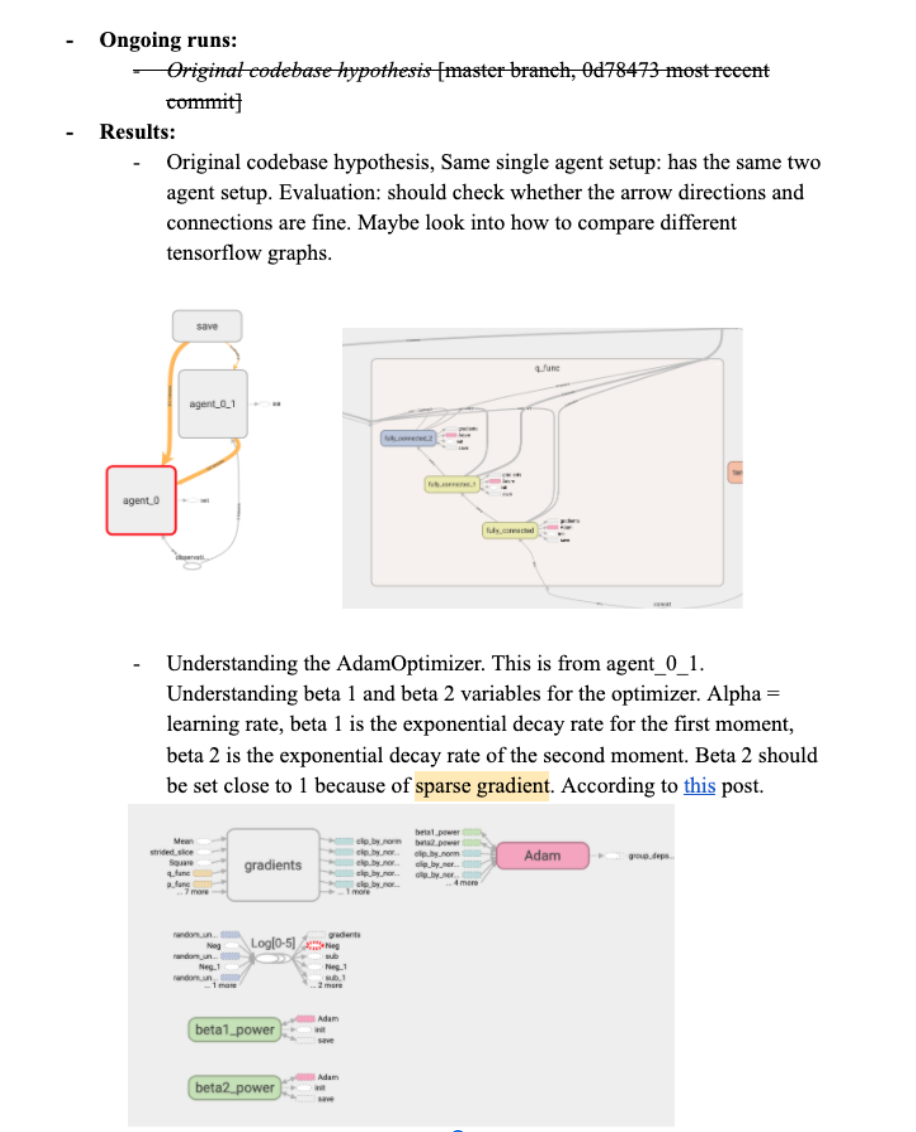 - Ongoing runs:
- Original codebase hypothesis [master branch, 0d78473 most recent
commit]
- Results:
- Original codebase hypothesis, Same single agent setup: has the same two
agent setup. Evaluation: should check whether the arrow directions and
connections are fine. Maybe look into how to compare different
tensorflow graphs.
save
agent_0_1
init
agent_0
observati...
q_func
fully_connected_2
fully_connected_1
fully_connected
concat
- Understanding the AdamOptimizer. This is from agent_0_1.
Understanding beta 1 and beta 2 variables for the optimizer. Alpha =
learning rate, beta 1 is the exponential decay rate for the first moment,
beta 2 is the exponential decay rate of the second moment. Beta 2 should
be set close to 1 because of sparse gradient. According to this post.
Mean
strided_slice
Square
q_func
p_func
... 7 more
gradients
clip_by_norm
clip_by_nor...
clip_by_nor...
clip_by_nor...
clip_by_nor...
... 1 more
beta1_power
beta2_power
clip_by_norm
clip_by_nor...
clip_by_nor...
... 4 more
Adam
group_deps...
random_un...
Neg
random_un...
Neg_1
random_un...
... 1 more
Log[0-5]
gradients
Neg
sub
Neg_1
sub_1
... 2 more
beta1_power
Adam
init
save
beta2_power
Adam
init
save